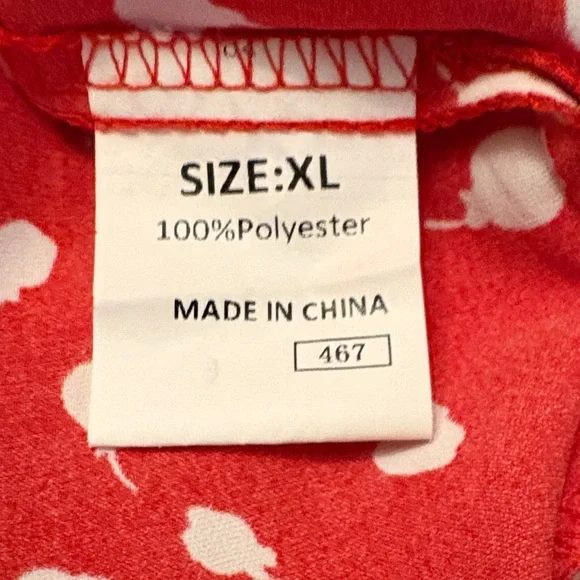 SIZE:XL
100%Polyester
MADE IN CHINA
467